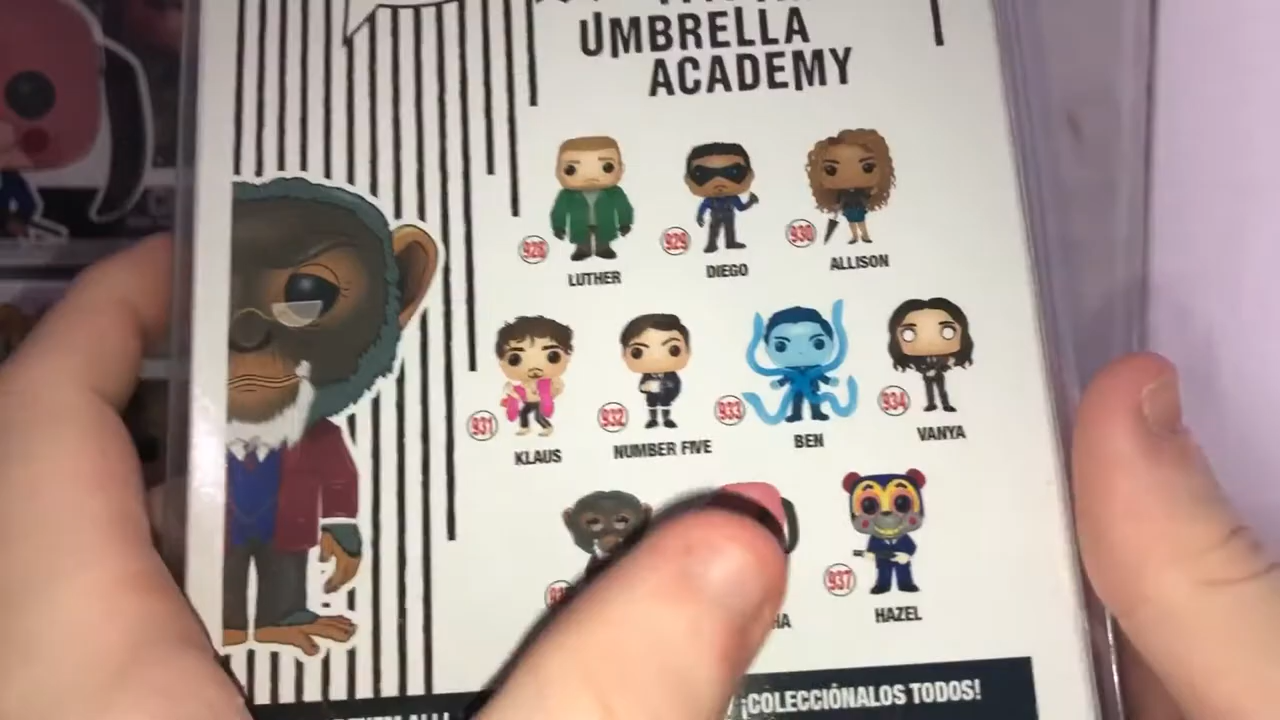 UMBRELLA
ACADEMY
928 929 930
LUTHER DIEGO ALLISON
931 932 933 934
KLAUS NUMBER FIVE BEN VANYA
937
HAZEL
¡COLECCIÓNALOS TODOS!